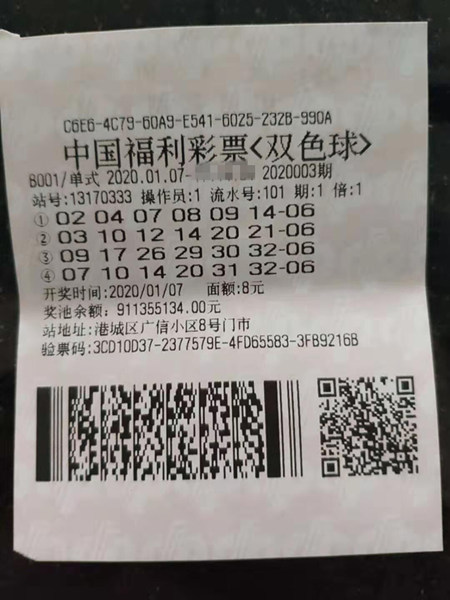 C6E6-4C79-60A9-E541-6025-232B-990A
中国福利彩票<双色球>
B001/单式 2020.01.07- 2020003期
站号:13170333 操作员:1 流水号:101 期:1 倍:1
① 02 04 07 08 09 14-06
② 03 10 12 14 20 21-06
③ 09 17 26 29 30 32-06
④ 07 10 14 20 31 32-06
开奖时间:2020/01/07 面额:8元
奖池余额: 911355134.00元
站地址: 港城区广信小区8号门市
验票码:3CD10D37-2377579E-4FD65583-3FB9216B